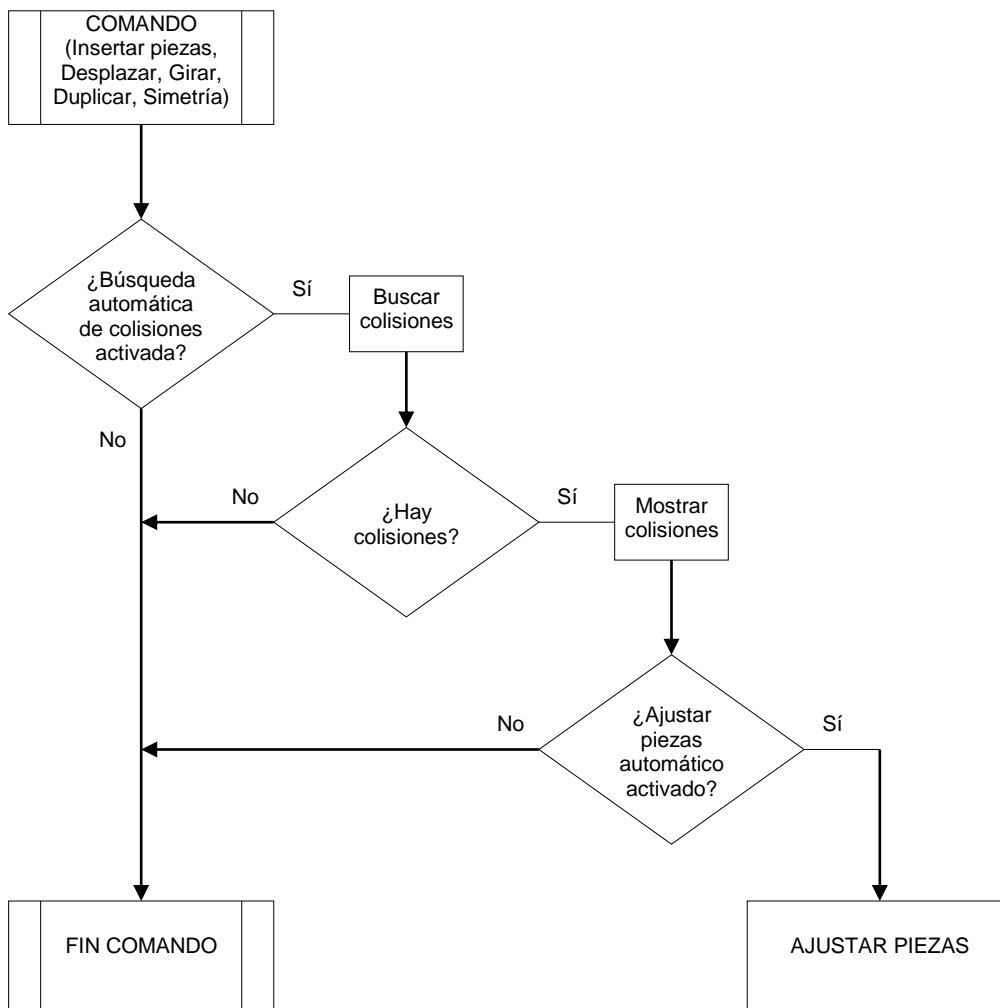 COMANDO
(Insertar piezas,
Desplazar, Girar,
Duplicar, Simetría)
¿Búsqueda
automática
de colisiones
activada?
Sí
Buscar
colisiones
No
¿Hay
colisiones?
No
Sí
Mostrar
colisiones
¿Ajustar
piezas
automático
activado?
No
Sí
FIN COMANDO
AJUSTAR PIEZAS